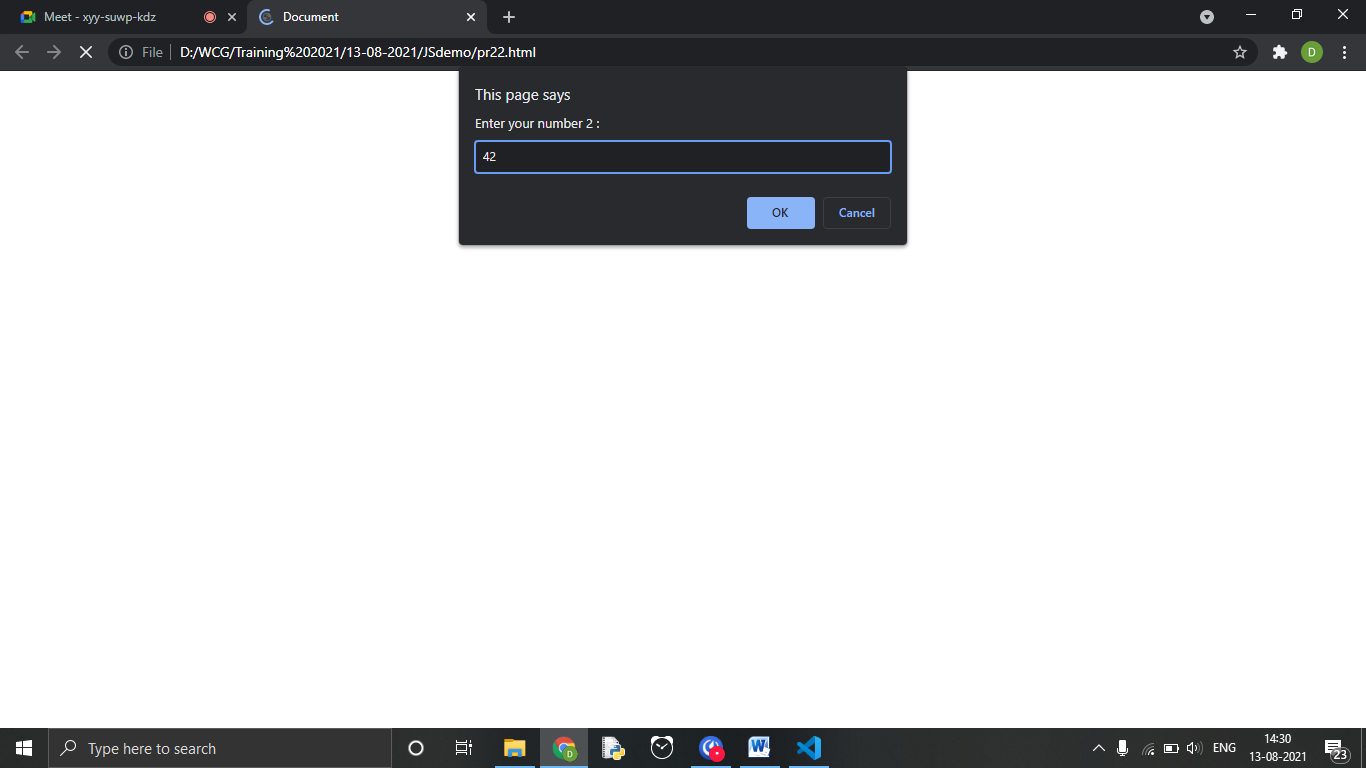 Meet - xyy-suwp-kdz
Document
File
D:/WCG/Training%202021/13-08-2021/JSdemo/pr22.html
D
This page says
Enter your number 2 :
42
OK
Cancel
Type here to search
D
W
ENG
14:30
13-08-2021
23